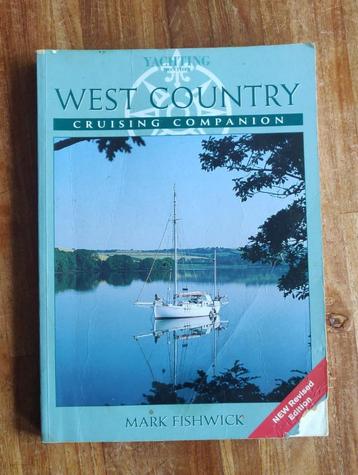 YACHTING
WEST COUNTRY
CRUISING COMPANION
NEW Revised
Edition
MARK FISHWICK